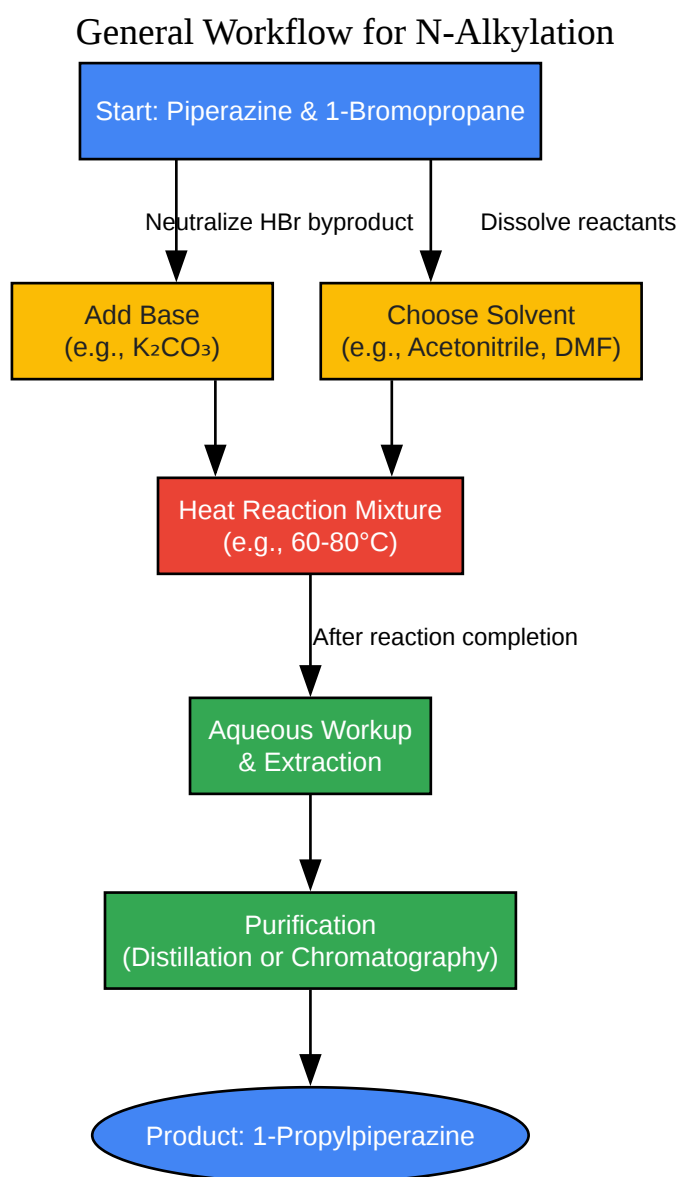 General Workflow for N-Alkylation
Start: Piperazine & 1-Bromopropane
Neutralize HBr byproduct
Dissolve reactants
Add Base
(e.g., K₂CO₃)
Choose Solvent
(e.g., Acetonitrile, DMF)
Heat Reaction Mixture
(e.g., 60-80°C)
After reaction completion
Aqueous Workup
& Extraction
Purification
(Distillation or Chromatography)
Product: 1-Propylpiperazine